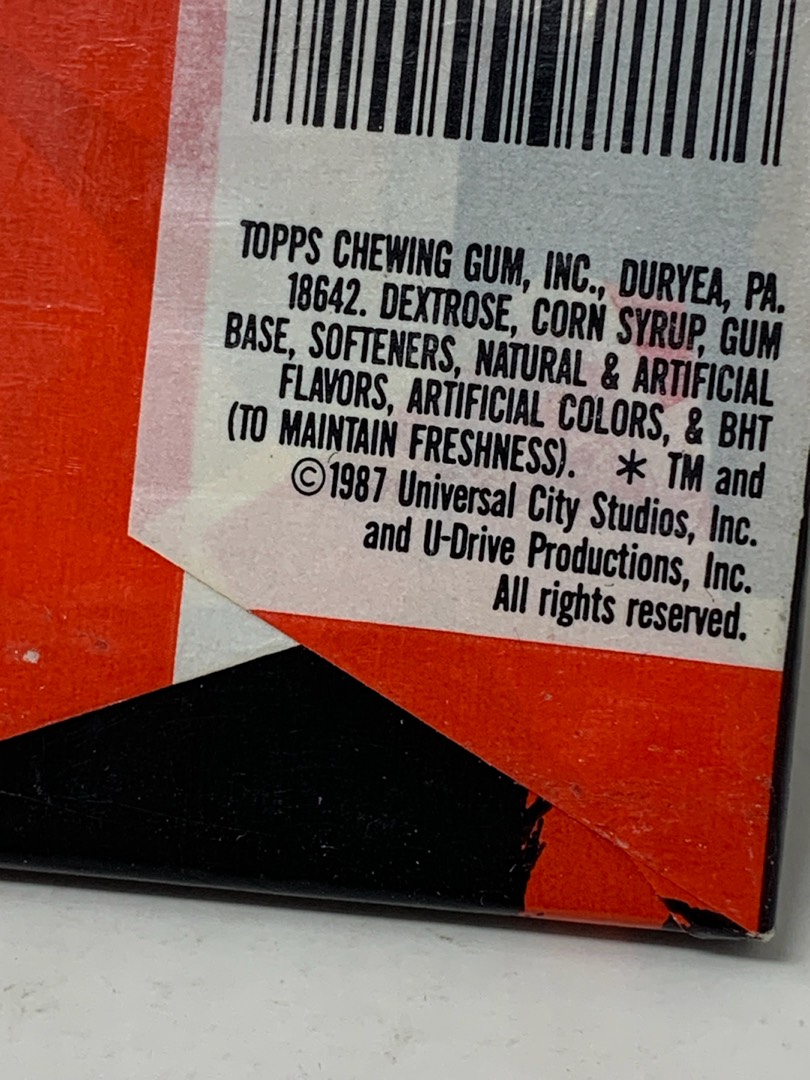 TOPPS CHEWING GUM, INC., DURYEA, PA.
18642. DEXTROSE, CORN SYRUP, GUM
BASE, SOFTENERS, NATURAL & ARTIFICIAL
FLAVORS, ARTIFICIAL COLORS, & BHT
(TO MAINTAIN FRESHNESS). * TM and
©1987 Universal City Studios, Inc.
and U-Drive Productions, Inc.
All rights reserved.